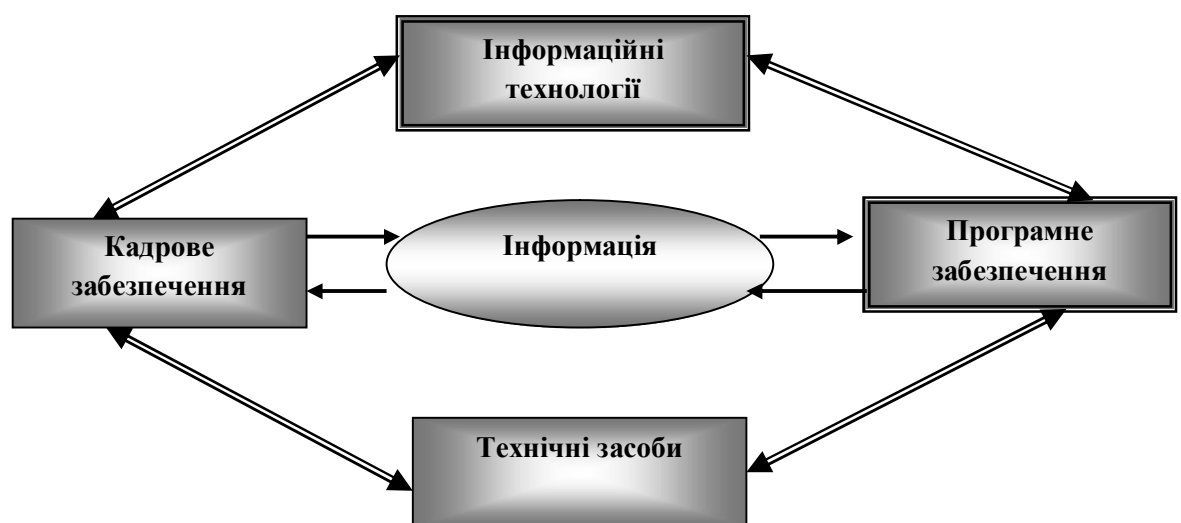 Інформаційні
технології
Кадрове
забезпечення
Інформація
Програмне
забезпечення
Технічні засоби